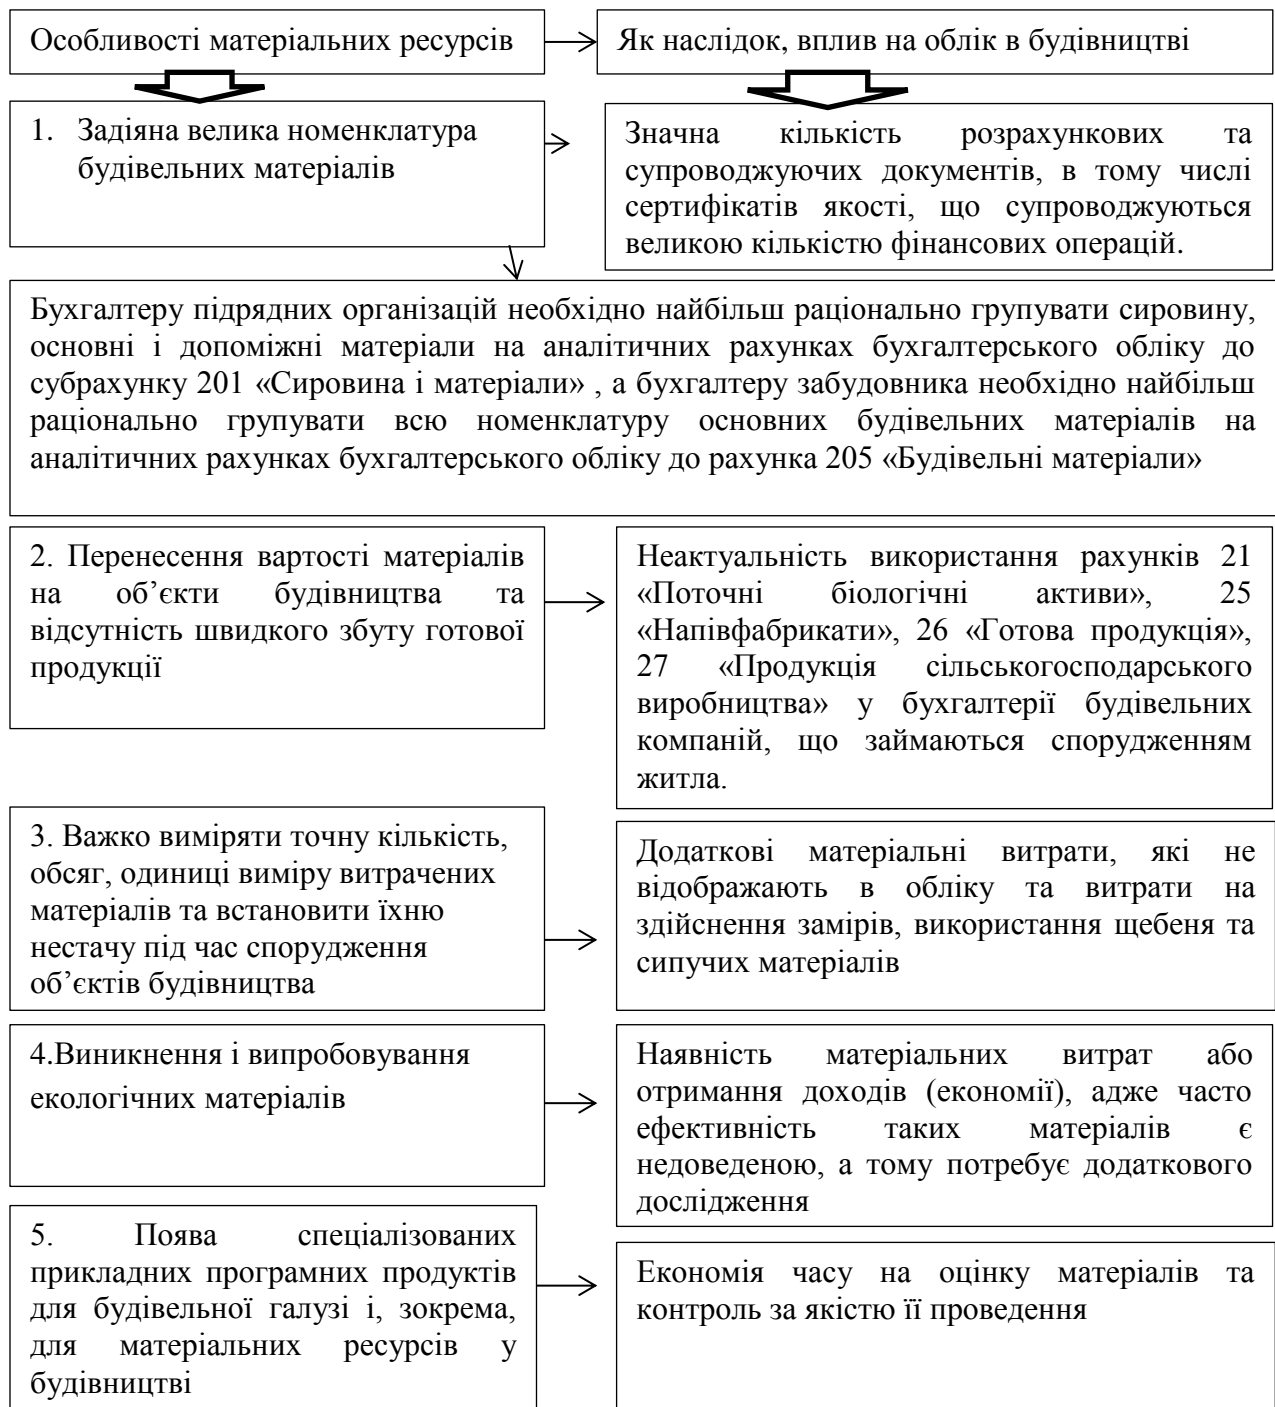 Особливості матеріальних ресурсів
Як наслідок, вплив на облік в будівництві
1. Задіяна велика номенклатура
будівельних матеріалів
Значна кількість розрахункових та
супроводжуючих документів, в тому числі
сертифікатів якості, що супроводжуються
великою кількістю фінансових операцій.
Бухгалтеру підрядних організацій необхідно найбільш раціонально групувати сировину,
основні і допоміжні матеріали на аналітичних рахунках бухгалтерського обліку до
субрахунку 201 «Сировина і матеріали» , а бухгалтеру забудовника необхідно найбільш
раціонально групувати всю номенклатуру основних будівельних матеріалів на
аналітичних рахунках бухгалтерського обліку до рахунка 205 «Будівельні матеріали»
2. Перенесення вартості матеріалів
на об’єкти будівництва та
відсутність швидкого збуту готової
продукції
Неактуальність використання рахунків 21
«Поточні біологічні активи», 25
«Напівфабрикати», 26 «Готова продукція»,
27 «Продукція сільськогосподарського
виробництва» у бухгалтерії будівельних
компаній, що займаються спорудженням
житла.
3. Важко виміряти точну кількість,
обсяг, одиниці виміру витрачених
матеріалів та встановити їхню
нестачу під час спорудження
об’єктів будівництва
Додаткові матеріальні витрати, які не
відображають в обліку та витрати на
здійснення замірів, використання щебеня та
сипучих матеріалів
4.Виникнення і випробовування
екологічних матеріалів
Наявність матеріальних витрат або
отримання доходів (економії), адже часто
ефективність таких матеріалів є
недоведеною, а тому потребує додаткового
дослідження
5. Поява спеціалізованих
прикладних програмних продуктів
для будівельної галузі і, зокрема,
для матеріальних ресурсів у
будівництві
Економія часу на оцінку матеріалів та
контроль за якістю її проведення